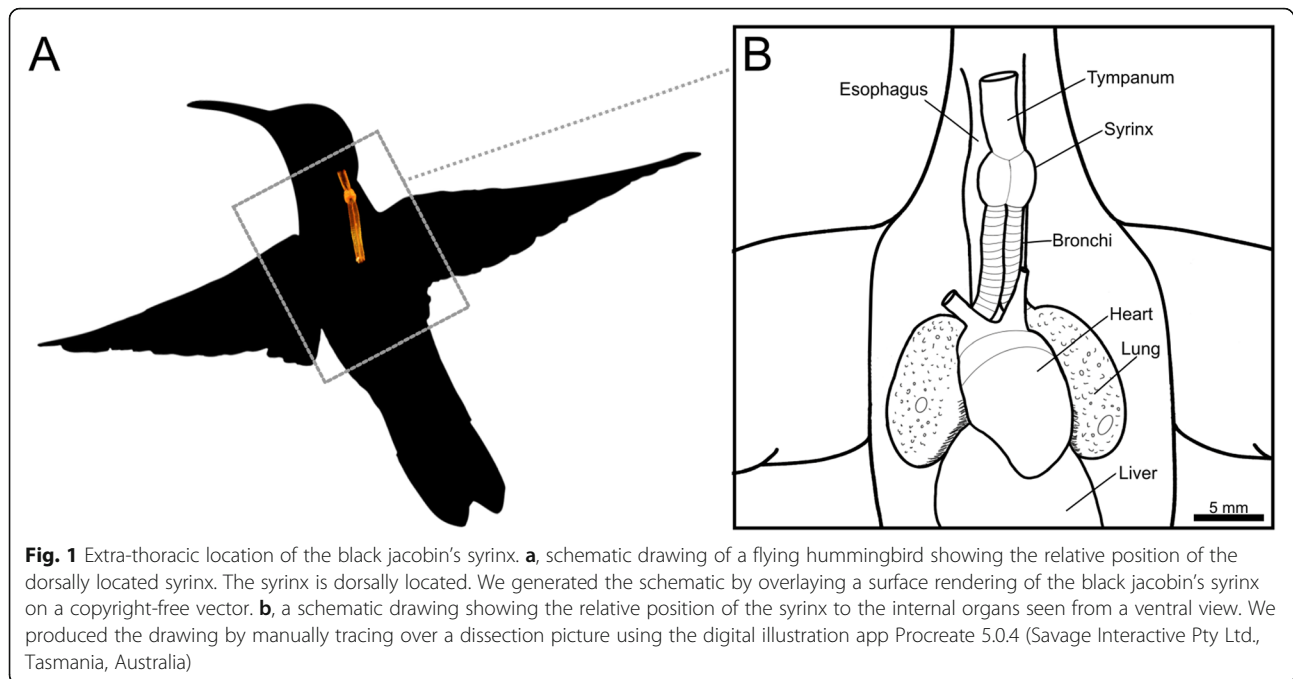 A
B
Esophagus
Tympanum
Syrinx
Bronchi
Heart
Lung
Liver
5 mm
Fig. 1 Extra-thoracic location of the black jacobin's syrinx. a, schematic drawing of a flying hummingbird showing the relative position of the
dorsally located syrinx. The syrinx is dorsally located. We generated the schematic by overlaying a surface rendering of the black jacobin's syrinx
on a copyright-free vector. b, a schematic drawing showing the relative position of the syrinx to the internal organs seen from a ventral view. We
produced the drawing by manually tracing over a dissection picture using the digital illustration app Procreate 5.0.4 (Savage Interactive Pty Ltd.,
Tasmania, Australia)